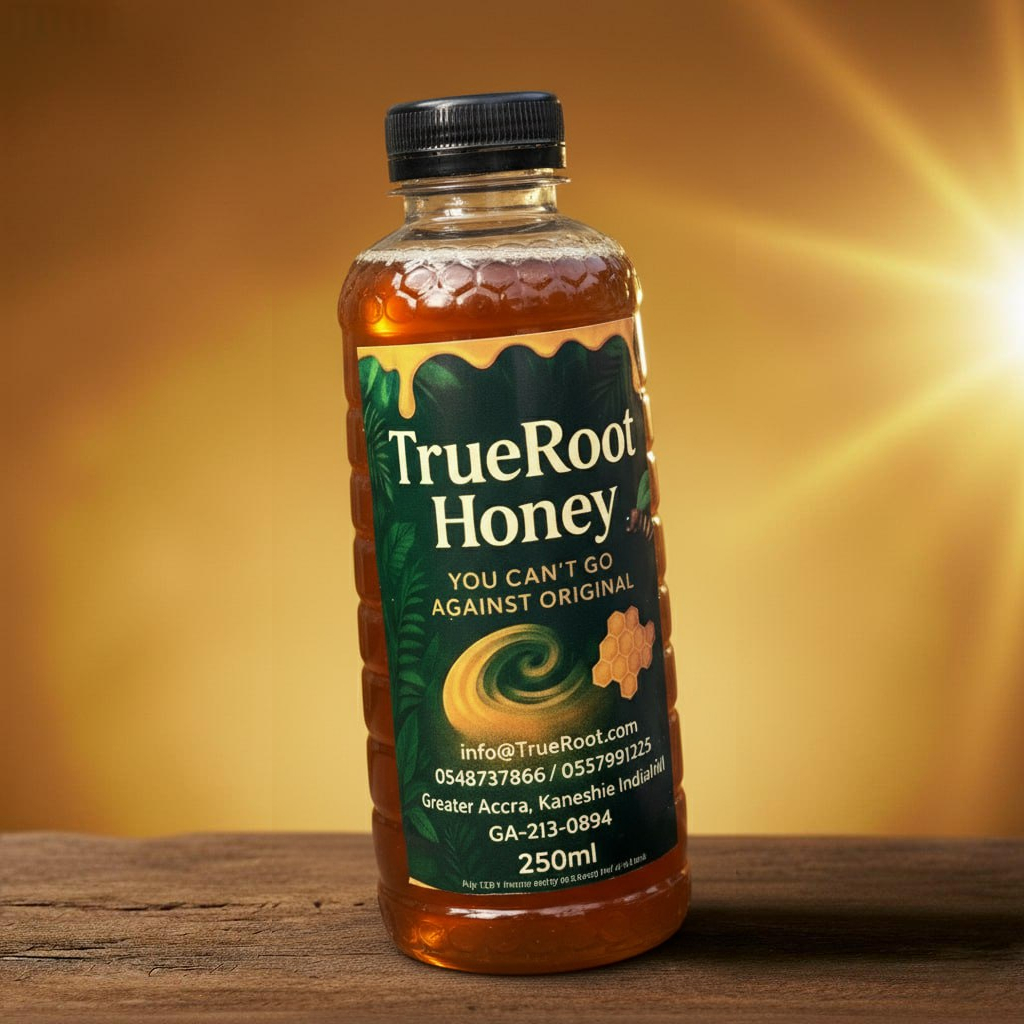 TrueRoot
Honey
YOU CAN'T GO
AGAINST ORIGINAL
info@TrueRoot.com
0548737866 / 0557991225
Greater Accra, Kaneshie
GA-213-0894
250ml